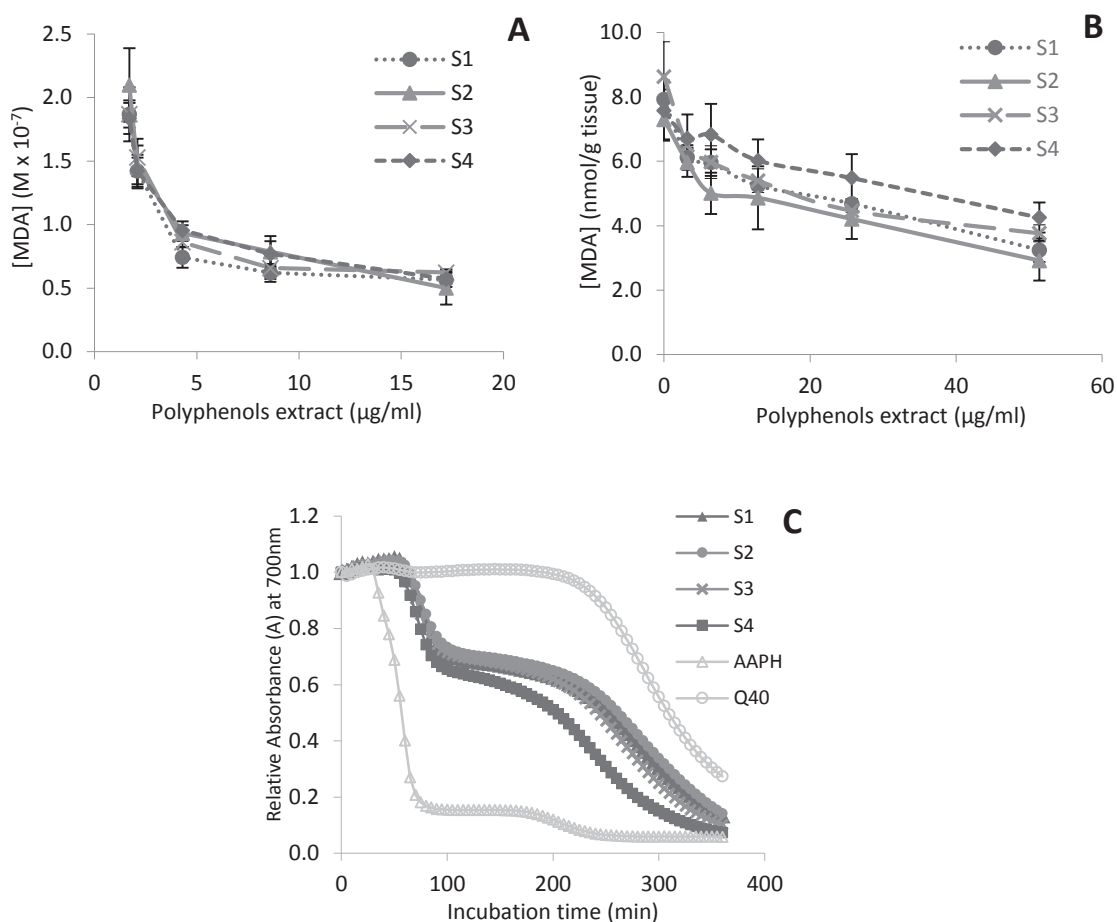 A
[MDA] (M x 10⁻⁷)
2.5
2.0
1.5
1.0
0.5
0.0
0 5 10 15 20
Polyphenols extract (µg/ml)
S1
S2
S3
S4
B
[MDA] (nmol/g tissue)
10.0
8.0
6.0
4.0
2.0
0.0
0 20 40 60
Polyphenols extract (µg/ml)
S1
S2
S3
S4
C
Relative Absorbance (A) at 700nm
1.2
1.0
0.8
0.6
0.4
0.2
0.0
0 100 200 300 400
Incubation time (min)
S1
S2
S3
S4
AAPH
Q40